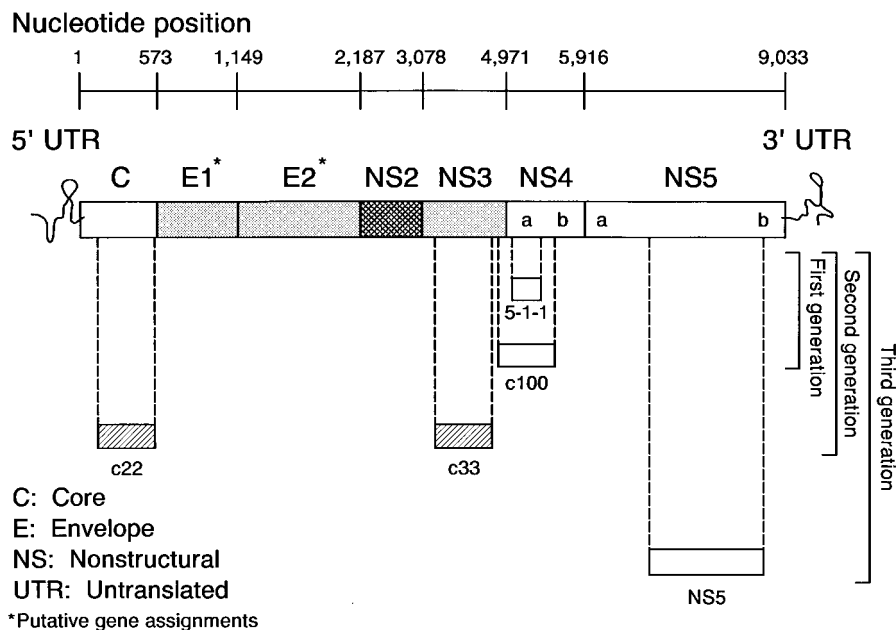 Nucleotide position
1 573 1,149 2,187 3,078 4,971 5,916 9,033
5' UTR 3' UTR
C E1* E2* NS2 NS3 NS4 NS5
a b a b
5-1-1
c100
c22 c33
NS5
First generation
Second generation
Third generation
C: Core
E: Envelope
NS: Nonstructural
UTR: Untranslated
*Putative gene assignments